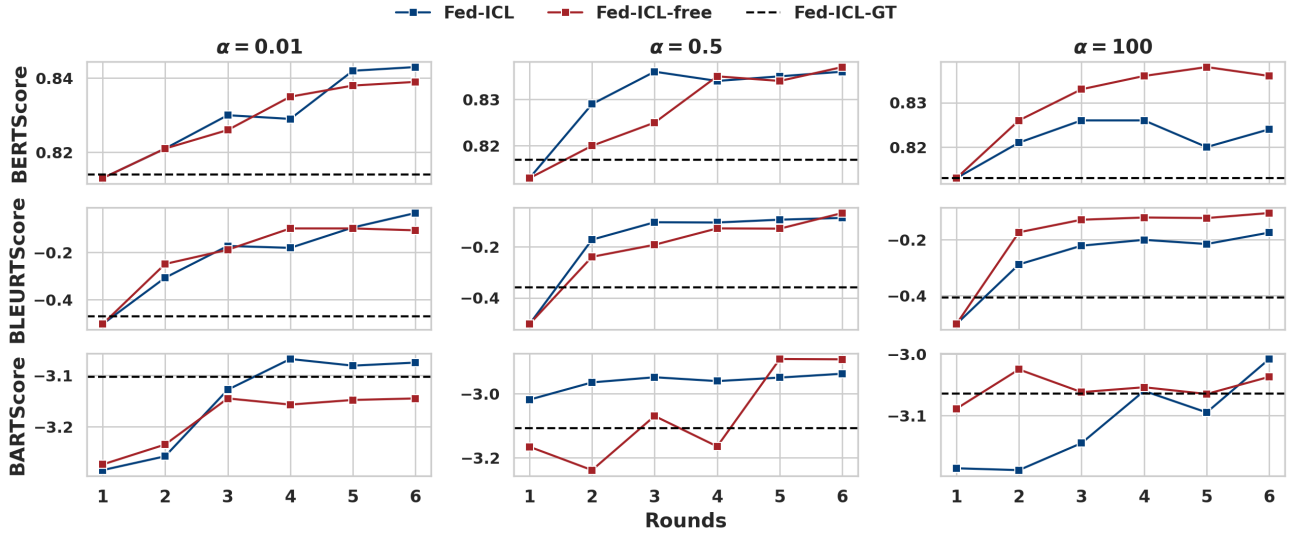 Fed-ICL Fed-ICL-free Fed-ICL-GT
α = 0.01 α = 0.5 α = 100
BERTScore
0.84
0.82
0.83
0.82
0.83
0.82
BLEURTScore
−0.2
−0.4
−0.2
−0.4
−0.2
−0.4
BARTScore
−3.1
−3.2
−3.0
−3.2
−3.0
−3.1
1 2 3 4 5 6 1 2 3 4 5 6 1 2 3 4 5 6
Rounds